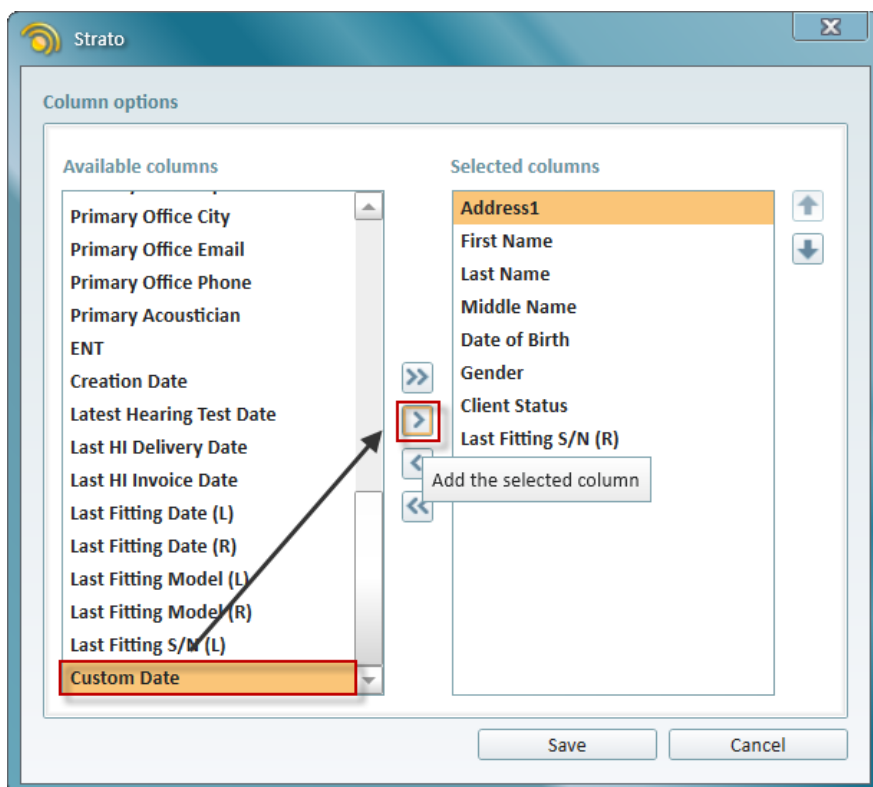 Strato
Column options
Available columns
Primary Office City
Primary Office Email
Primary Office Phone
Primary Acoustician
ENT
Creation Date
Latest Hearing Test Date
Last HI Delivery Date
Last HI Invoice Date
Last Fitting Date (L)
Last Fitting Date (R)
Last Fitting Model (L)
Last Fitting Model (R)
Last Fitting S/N (L)
Custom Date
>>
>
<
<<
Selected columns
Address1
First Name
Last Name
Middle Name
Date of Birth
Gender
Client Status
Last Fitting S/N (R)
Add the selected column
Save
Cancel